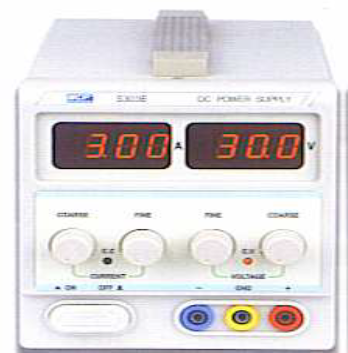 DC POWER SUPPLY
3.00 A 30.0 V
COARSE FINE FINE COARSE
C.C C.V
CURRENT VOLTAGE
ON OFF - GND +